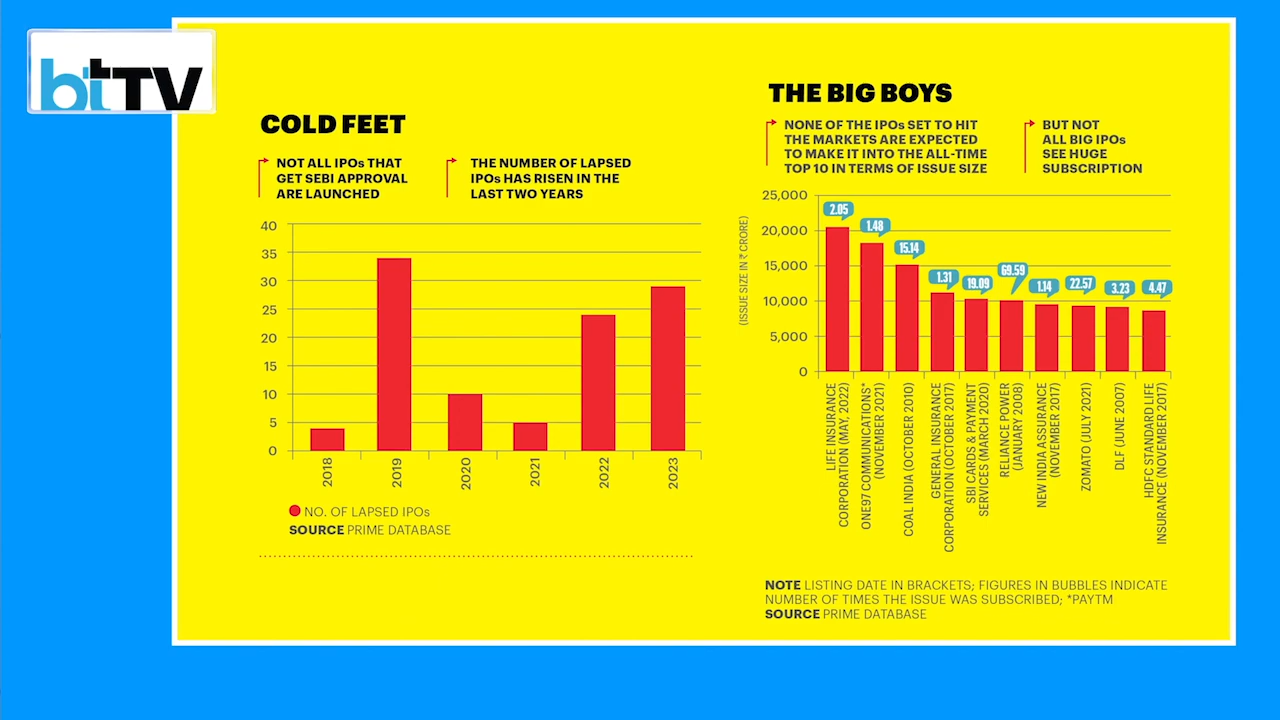 btTV
COLD FEET
NOT ALL IPOs THAT
GET SEBI APPROVAL
ARE LAUNCHED
THE NUMBER OF LAPSED
IPOs HAS RISEN IN THE
LAST TWO YEARS
40
35
30
25
20
15
10
5
0
2018
2019
2020
2021
2022
2023
NO. OF LAPSED IPOs
SOURCE PRIME DATABASE
THE BIG BOYS
NONE OF THE IPOs SET TO HIT
THE MARKETS ARE EXPECTED
TO MAKE IT INTO THE ALL-TIME
TOP 10 IN TERMS OF ISSUE SIZE
BUT NOT
ALL BIG IPOs
SEE HUGE
SUBSCRIPTION
(ISSUE SIZE IN ₹ CRORE)
25,000
20,000
15,000
10,000
5,000
0
2.05
1.48
15.14
1.31
19.09
69.59
1.14
22.57
3.23
4.47
LIFE INSURANCE
CORPORATION (MAY, 2022)
ONE97 COMMUNICATIONS*
(NOVEMBER 2021)
COAL INDIA (OCTOBER 2010)
GENERAL INSURANCE
CORPORATION (OCTOBER 2017)
SBI CARDS & PAYMENT
SERVICES (MARCH 2020)
RELIANCE POWER
(JANUARY 2008)
NEW INDIA ASSURANCE
(NOVEMBER 2017)
ZOMATO (JULY 2021)
DLF (JUNE 2007)
HDFC STANDARD LIFE
INSURANCE (NOVEMBER 2017)
NOTE LISTING DATE IN BRACKETS; FIGURES IN BUBBLES INDICATE
NUMBER OF TIMES THE ISSUE WAS SUBSCRIBED; *PAYTM
SOURCE PRIME DATABASE